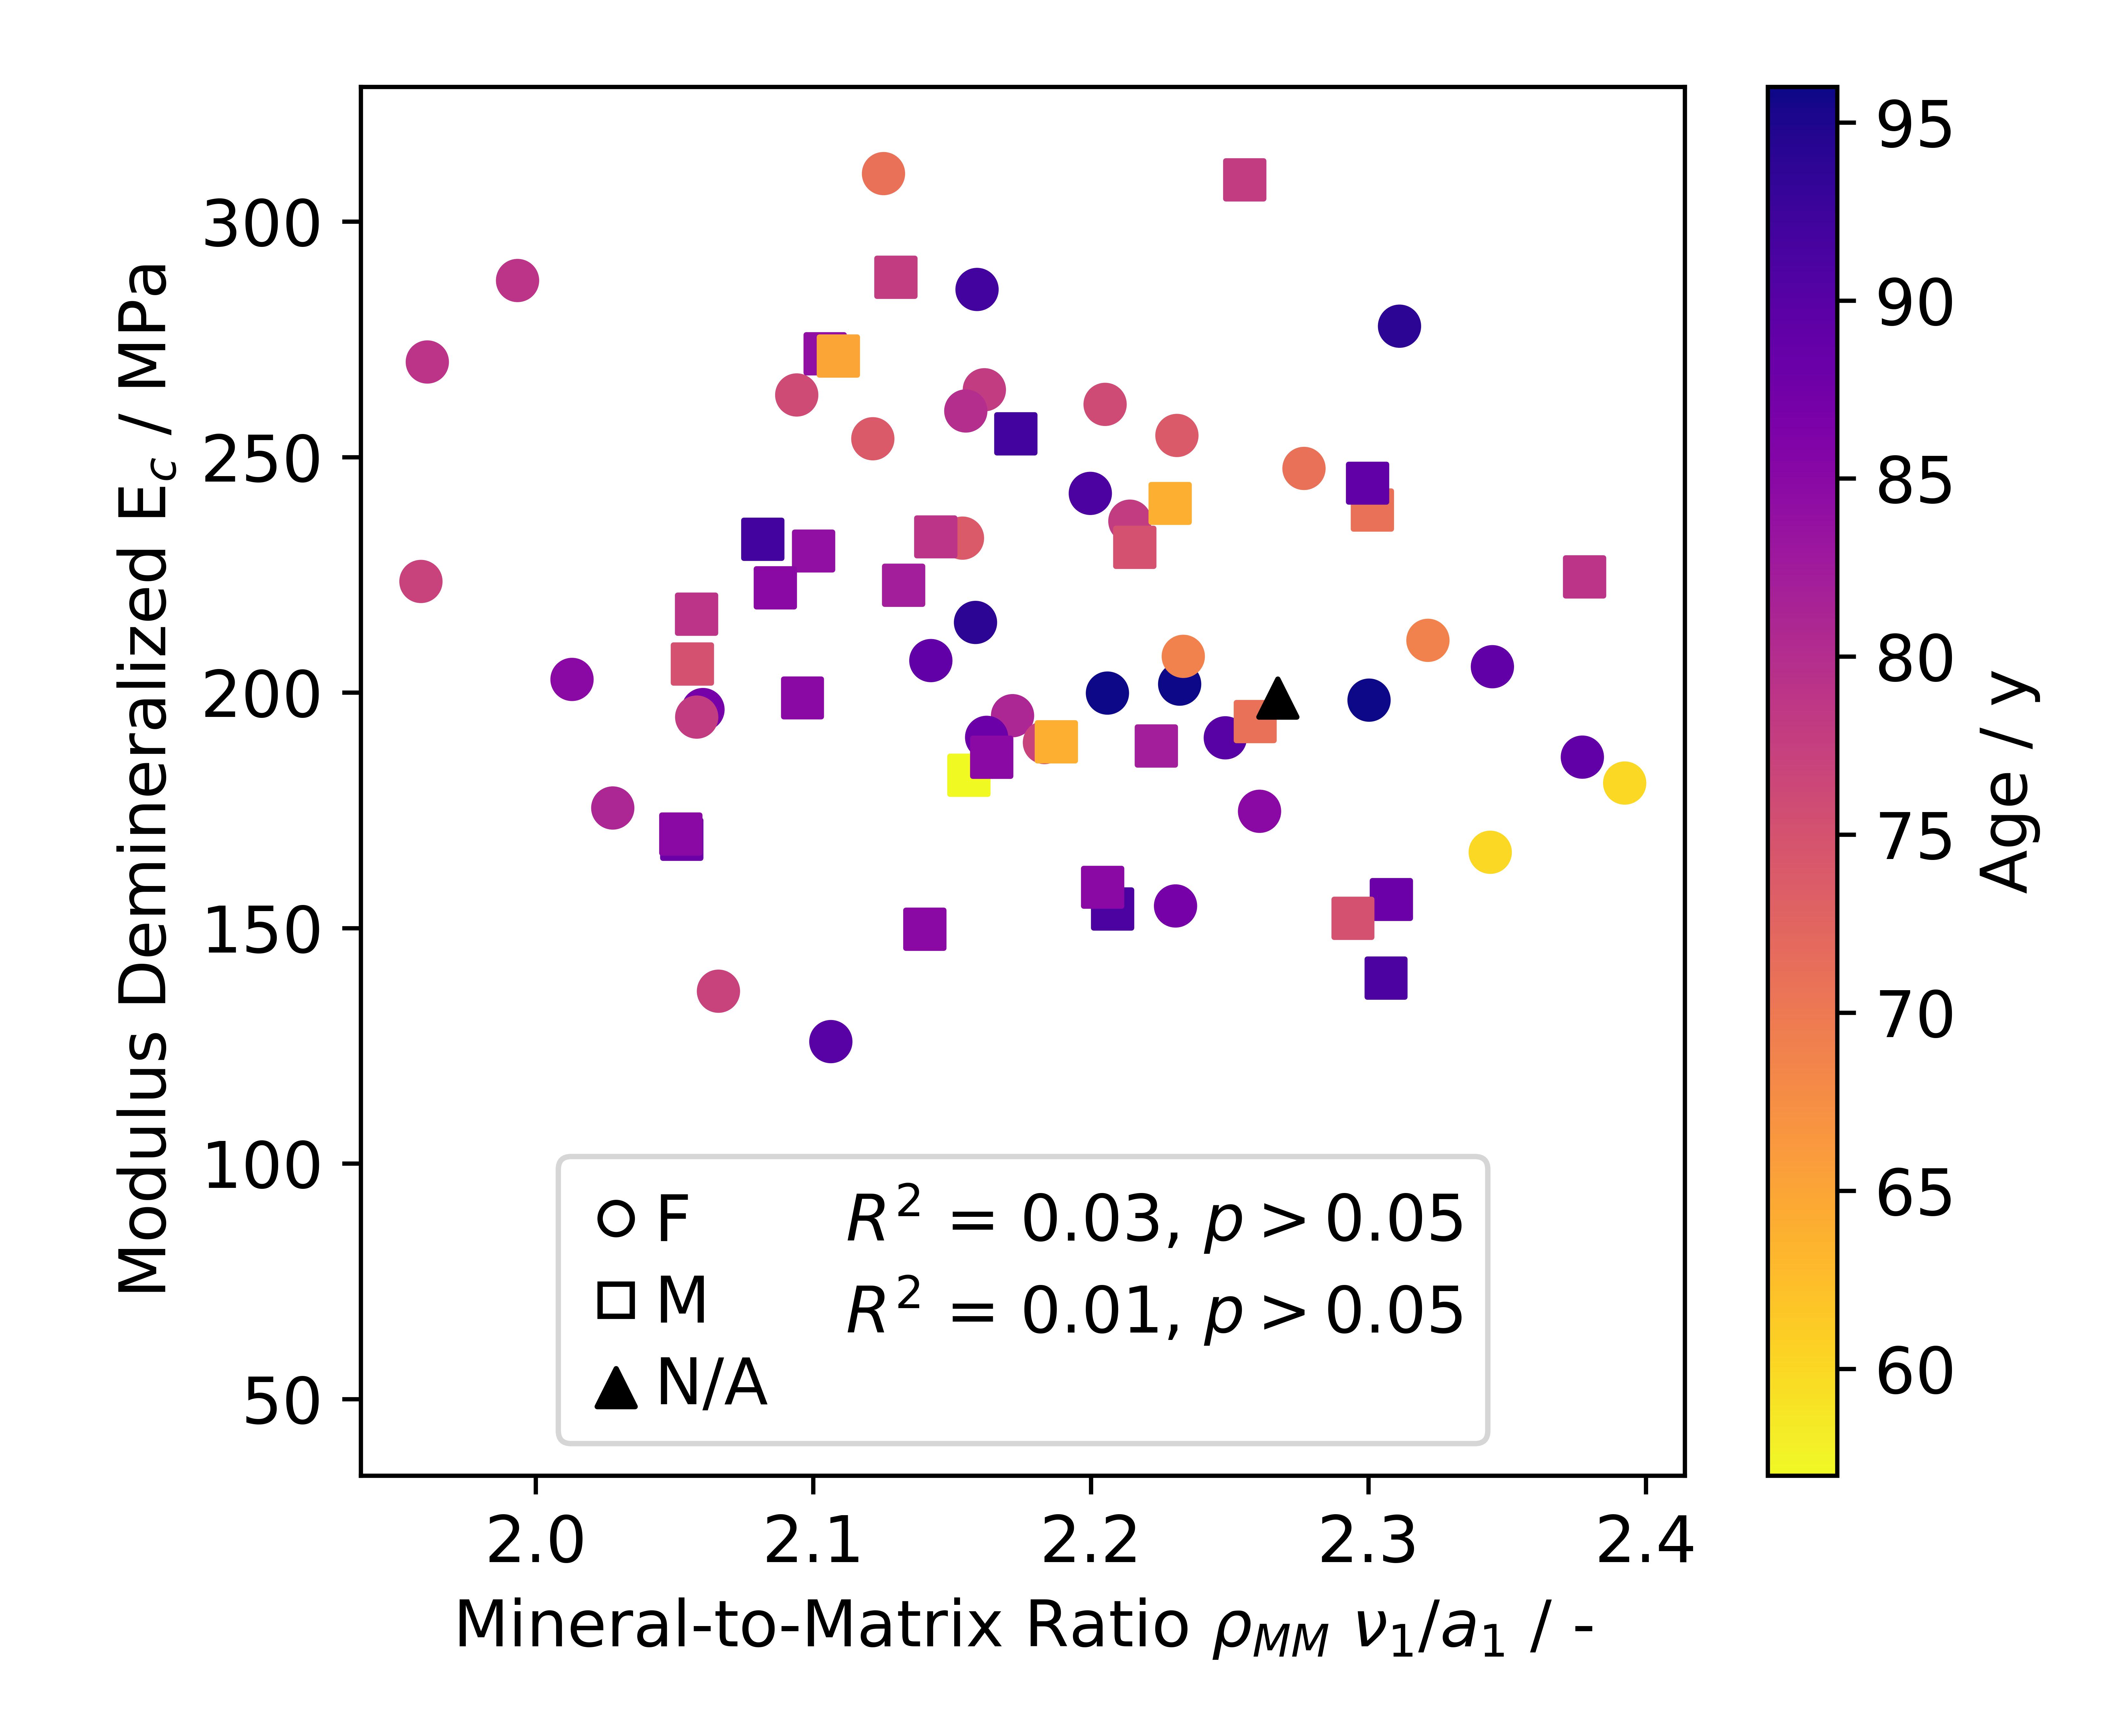 Modulus Demineralized E_c / MPa
300
250
200
150
100
50
F R² = 0.03, p > 0.05
M R² = 0.01, p > 0.05
N/A
2.0 2.1 2.2 2.3 2.4
Mineral-to-Matrix Ratio ρ_MM ν₁/a₁ / -
95
90
85
80
75
70
65
60
Age / y